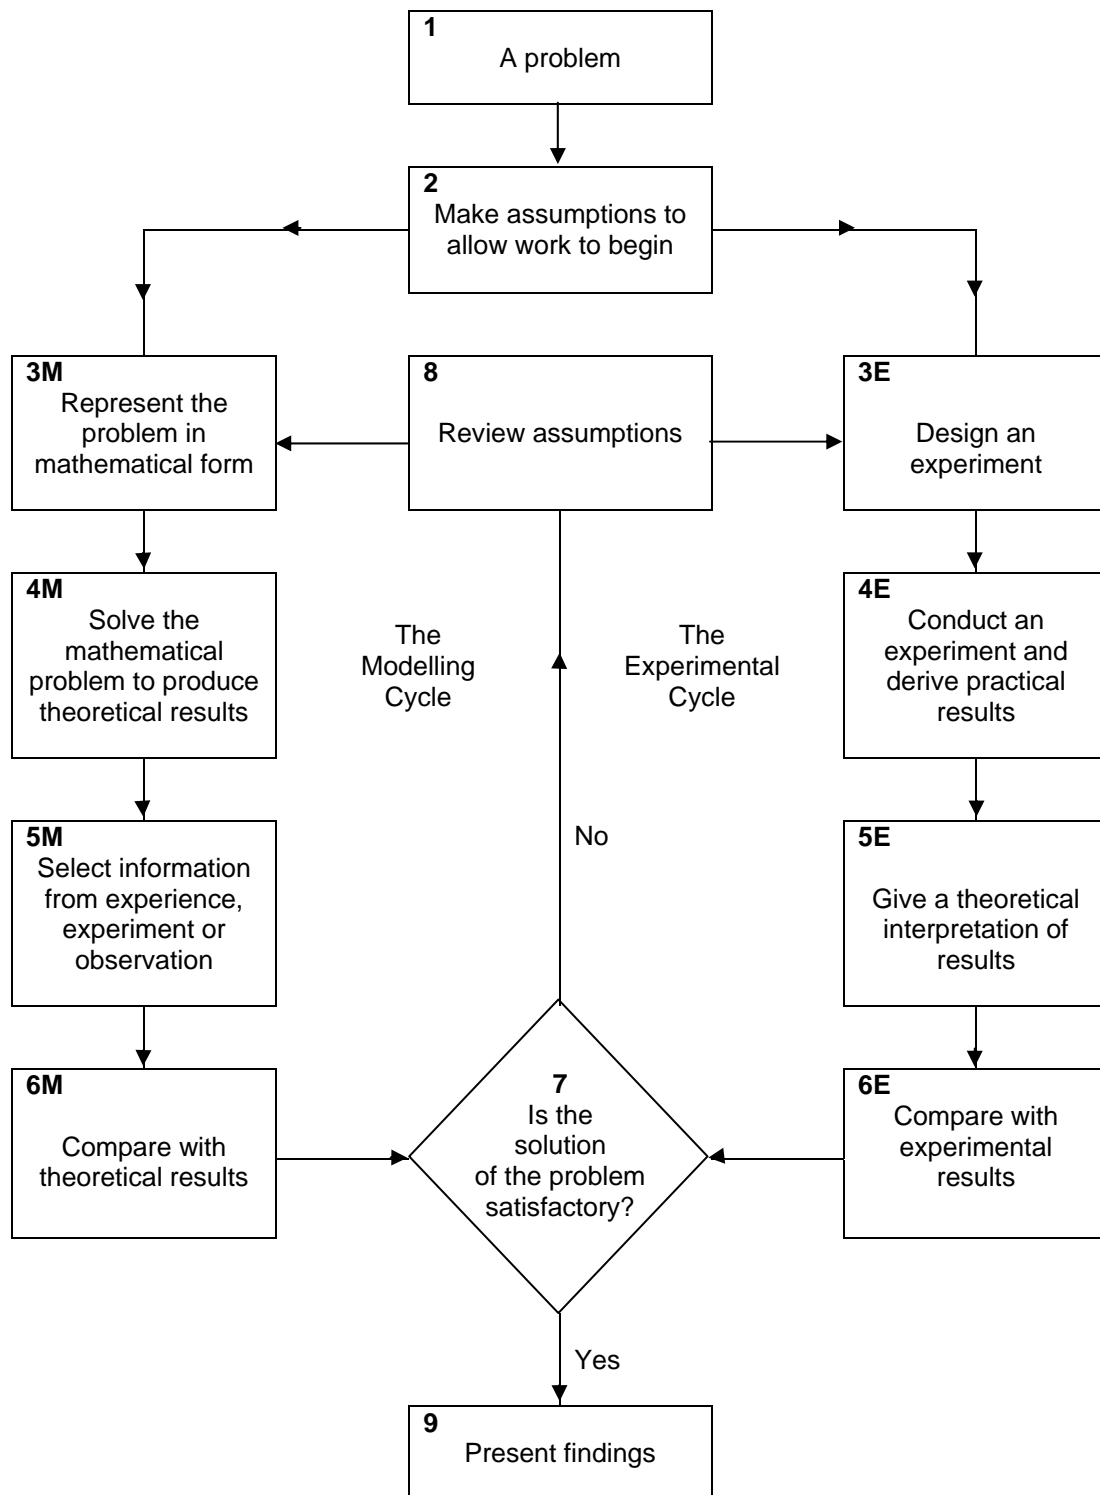 1
A problem
2
Make assumptions to
allow work to begin
3M
Represent the
problem in
mathematical form
8
Review assumptions
3E
Design an
experiment
4M
Solve the
mathematical
problem to produce
theoretical results
The
Modelling
Cycle
The
Experimental
Cycle
4E
Conduct an
experiment and
derive practical
results
5M
Select information
from experience,
experiment or
observation
No
5E
Give a theoretical
interpretation of
results
6M
Compare with
theoretical results
7
Is the
solution
of the problem
satisfactory?
6E
Compare with
experimental
results
Yes
9
Present findings